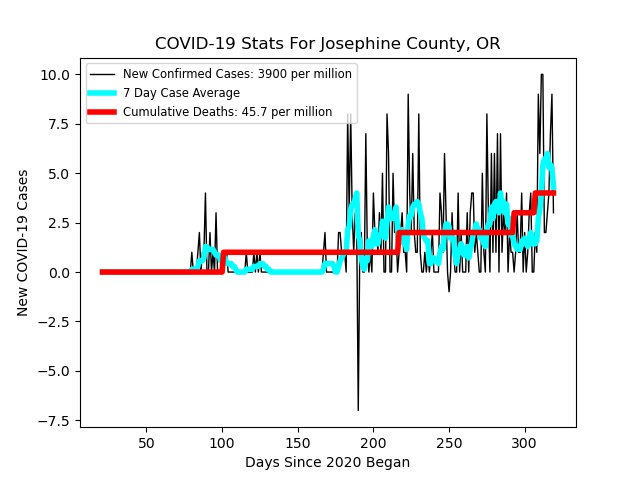 COVID-19 Stats For Josephine County, OR
New Confirmed Cases: 3900 per million
7 Day Case Average
Cumulative Deaths: 45.7 per million
New COVID-19 Cases
10.0
7.5
5.0
2.5
0.0
−2.5
−5.0
−7.5
50 100 150 200 250 300
Days Since 2020 Began